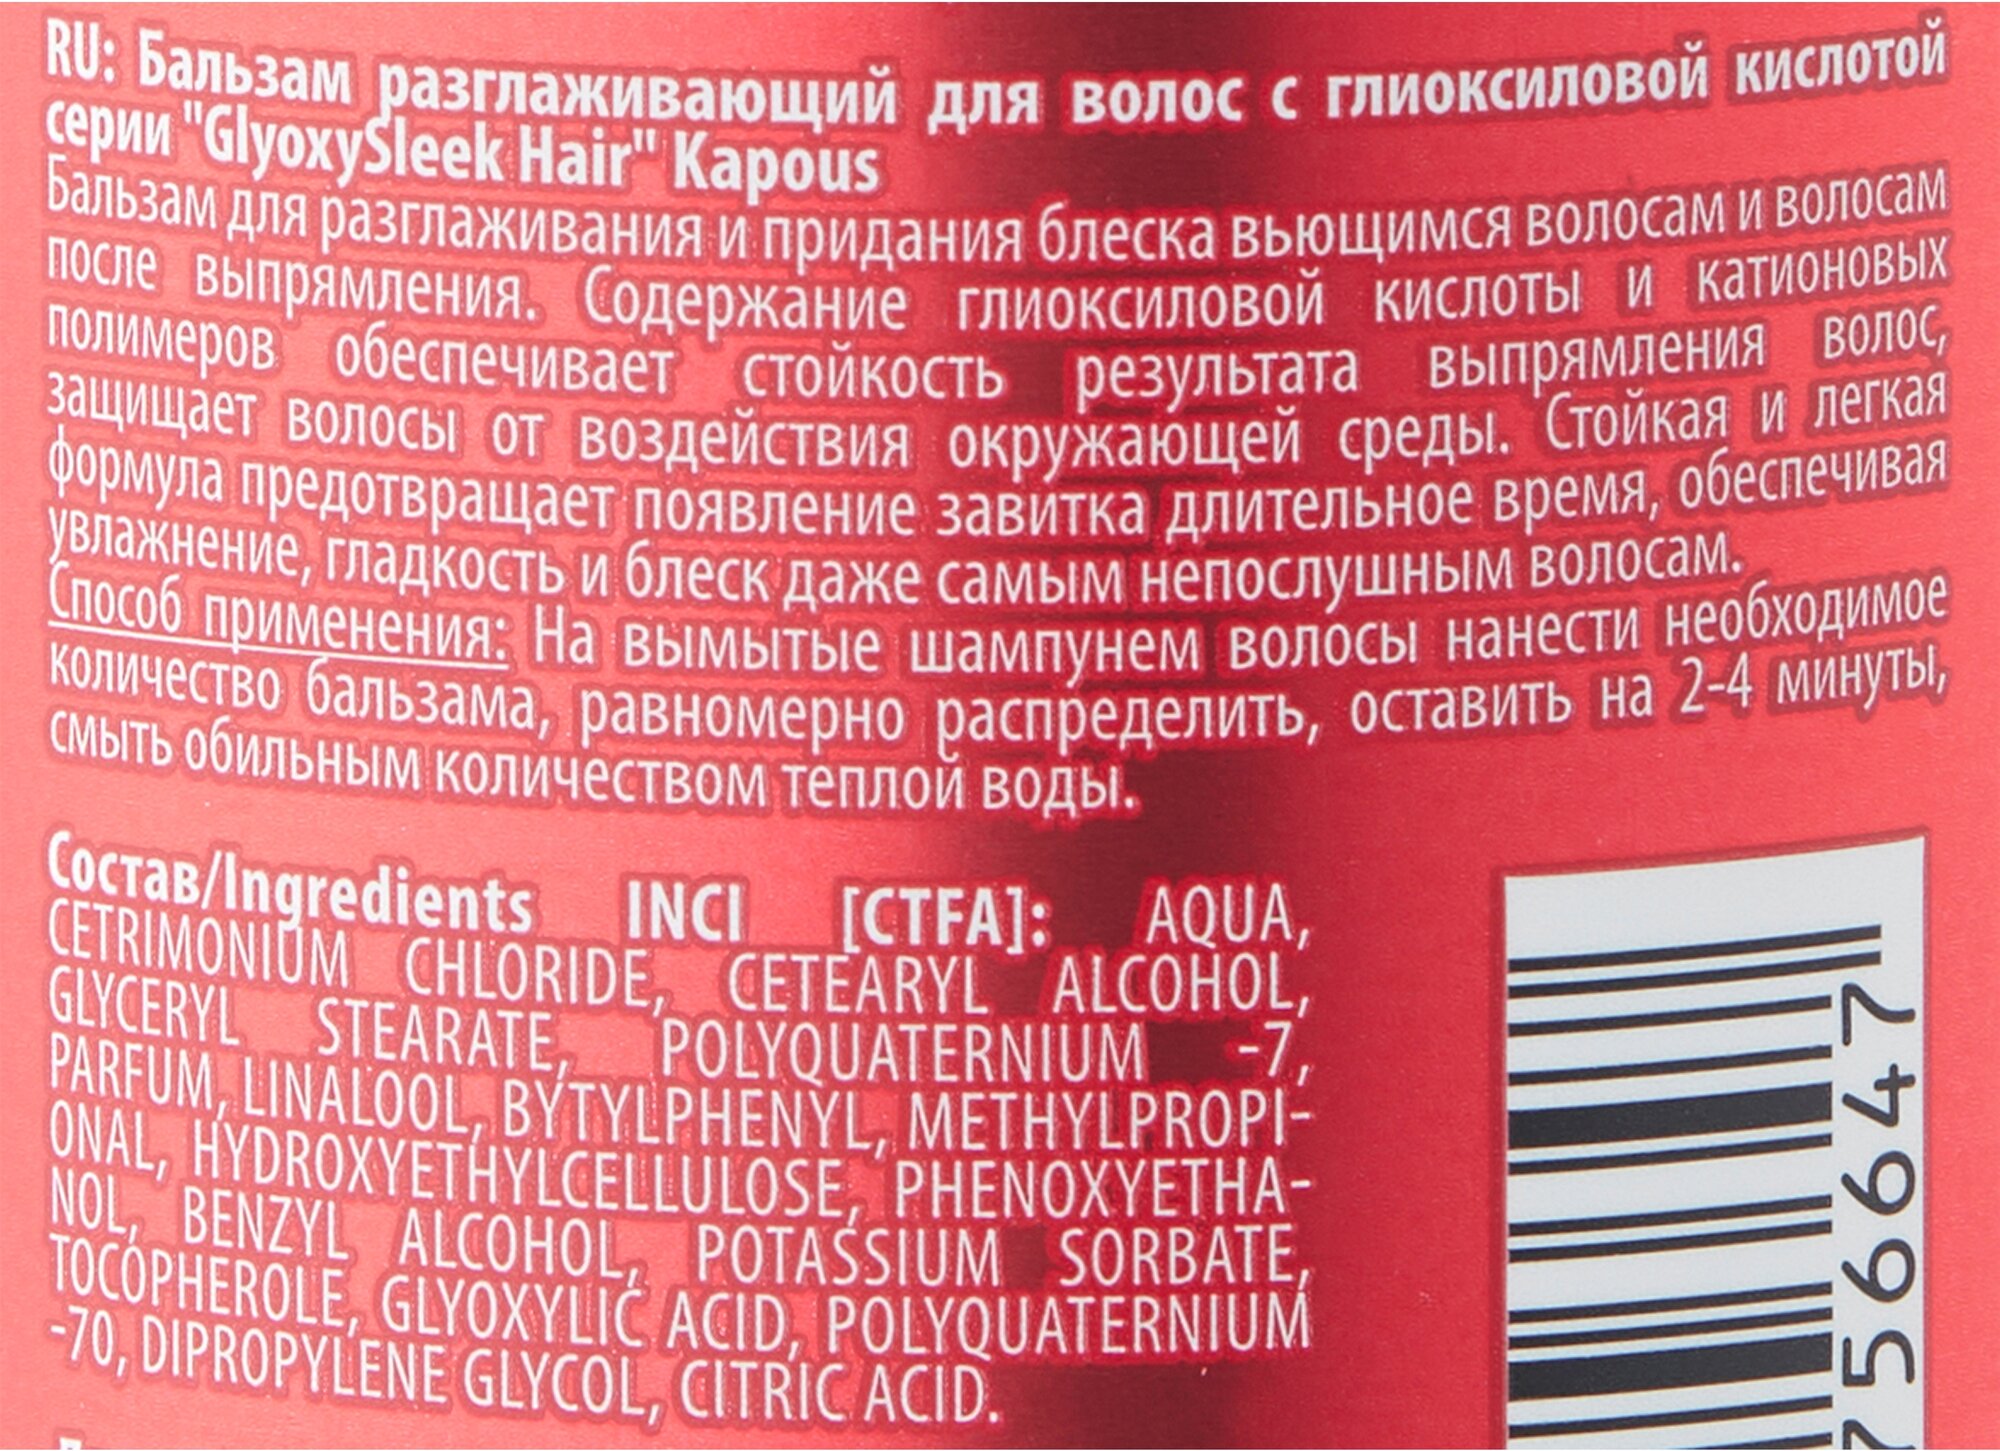 RU: Бальзам разглаживающий для волос с глиоксиловой кислотой
серии "GlyoxySleek Hair" Kapous
Бальзам для разглаживания и придания блеска вьющимся волосам и волосам
после выпрямления. Содержание глиоксиловой кислоты и катионовых
полимеров обеспечивает стойкость результата выпрямления волос,
защищает волосы от воздействия окружающей среды. Стойкая и легкая
формула предотвращает появление завитка длительное время, обеспечивая
увлажнение, гладкость и блеск даже самым непослушным волосам.
Способ применения: На вымытые шампунем волосы нанести необходимое
количество бальзама, равномерно распределить, оставить на 2-4 минуты,
смыть обильным количеством теплой воды.
Состав/Ingredients INCI [CTFA]: AQUA,
CETRIMONIUM CHLORIDE, CETEARYL ALCOHOL,
GLYCERYL STEARATE, POLYQUATERNIUM -7,
PARFUM, LINALOOL, BYTYLPHENYL, METHYLPROPI-
ONAL, HYDROXYETHYLCELLULOSE, PHENOXYETHA-
NOL, BENZYL ALCOHOL, POTASSIUM SORBATE,
TOCOPHEROLE, GLYOXYLIC ACID, POLYQUATERNIUM
-70, DIPROPYLENE GLYCOL, CITRIC ACID.
75647